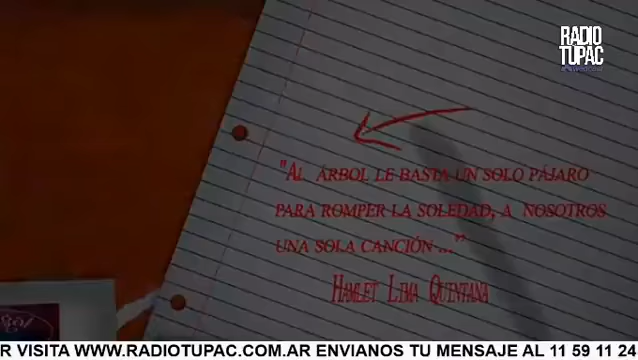 RADIO
TUPAC
"AL ÁRBOL LE BASTA UN SOLO PÁJARO
PARA ROMPER LA SOLEDAD, A NOSOTROS
UNA SOLA CANCIÓN..."
HAMLET LIMA QUINTANA
R VISITA WWW.RADIOTUPAC.COM.AR ENVIANOS TU MENSAJE AL 11 59 11 24